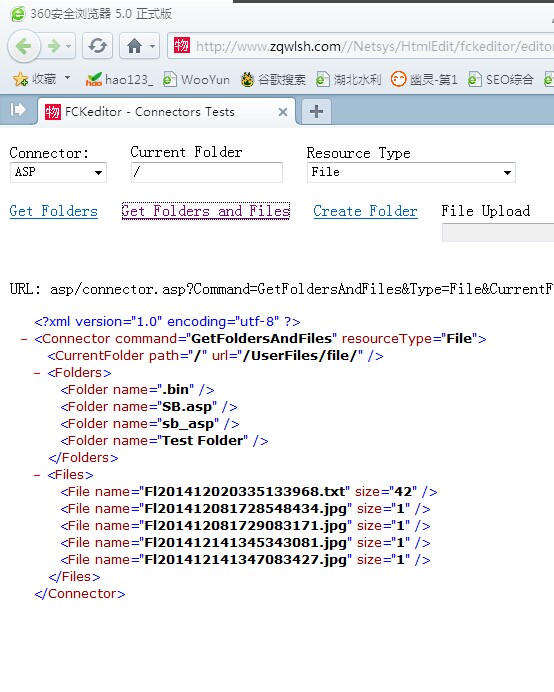 360安全浏览器 5.0 正式版
物 http://www.zqwlsh.com//Netsys/HtmlEdit/fckeditor/editor
收藏 hao123_ WooYun 谷歌搜索 湖北水利 幽灵-第1 SEO综合
物 FCKeditor - Connectors Tests
Connector: Current Folder Resource Type
ASP / File
Get Folders Get Folders and Files Create Folder File Upload
URL: asp/connector.asp?Command=GetFoldersAndFiles&Type=File&CurrentF
<?xml version="1.0" encoding="utf-8" ?>
− <Connector command="GetFoldersAndFiles" resourceType="File">
<CurrentFolder path="/" url="/UserFiles/file/" />
− <Folders>
<Folder name=".bin" />
<Folder name="SB.asp" />
<Folder name="sb_asp" />
<Folder name="Test Folder" />
</Folders>
− <Files>
<File name="Fl201412020335133968.txt" size="42" />
<File name="Fl201412081728548434.jpg" size="1" />
<File name="Fl201412081729083171.jpg" size="1" />
<File name="Fl201412141345343081.jpg" size="1" />
<File name="Fl201412141347083427.jpg" size="1" />
</Files>
</Connector>